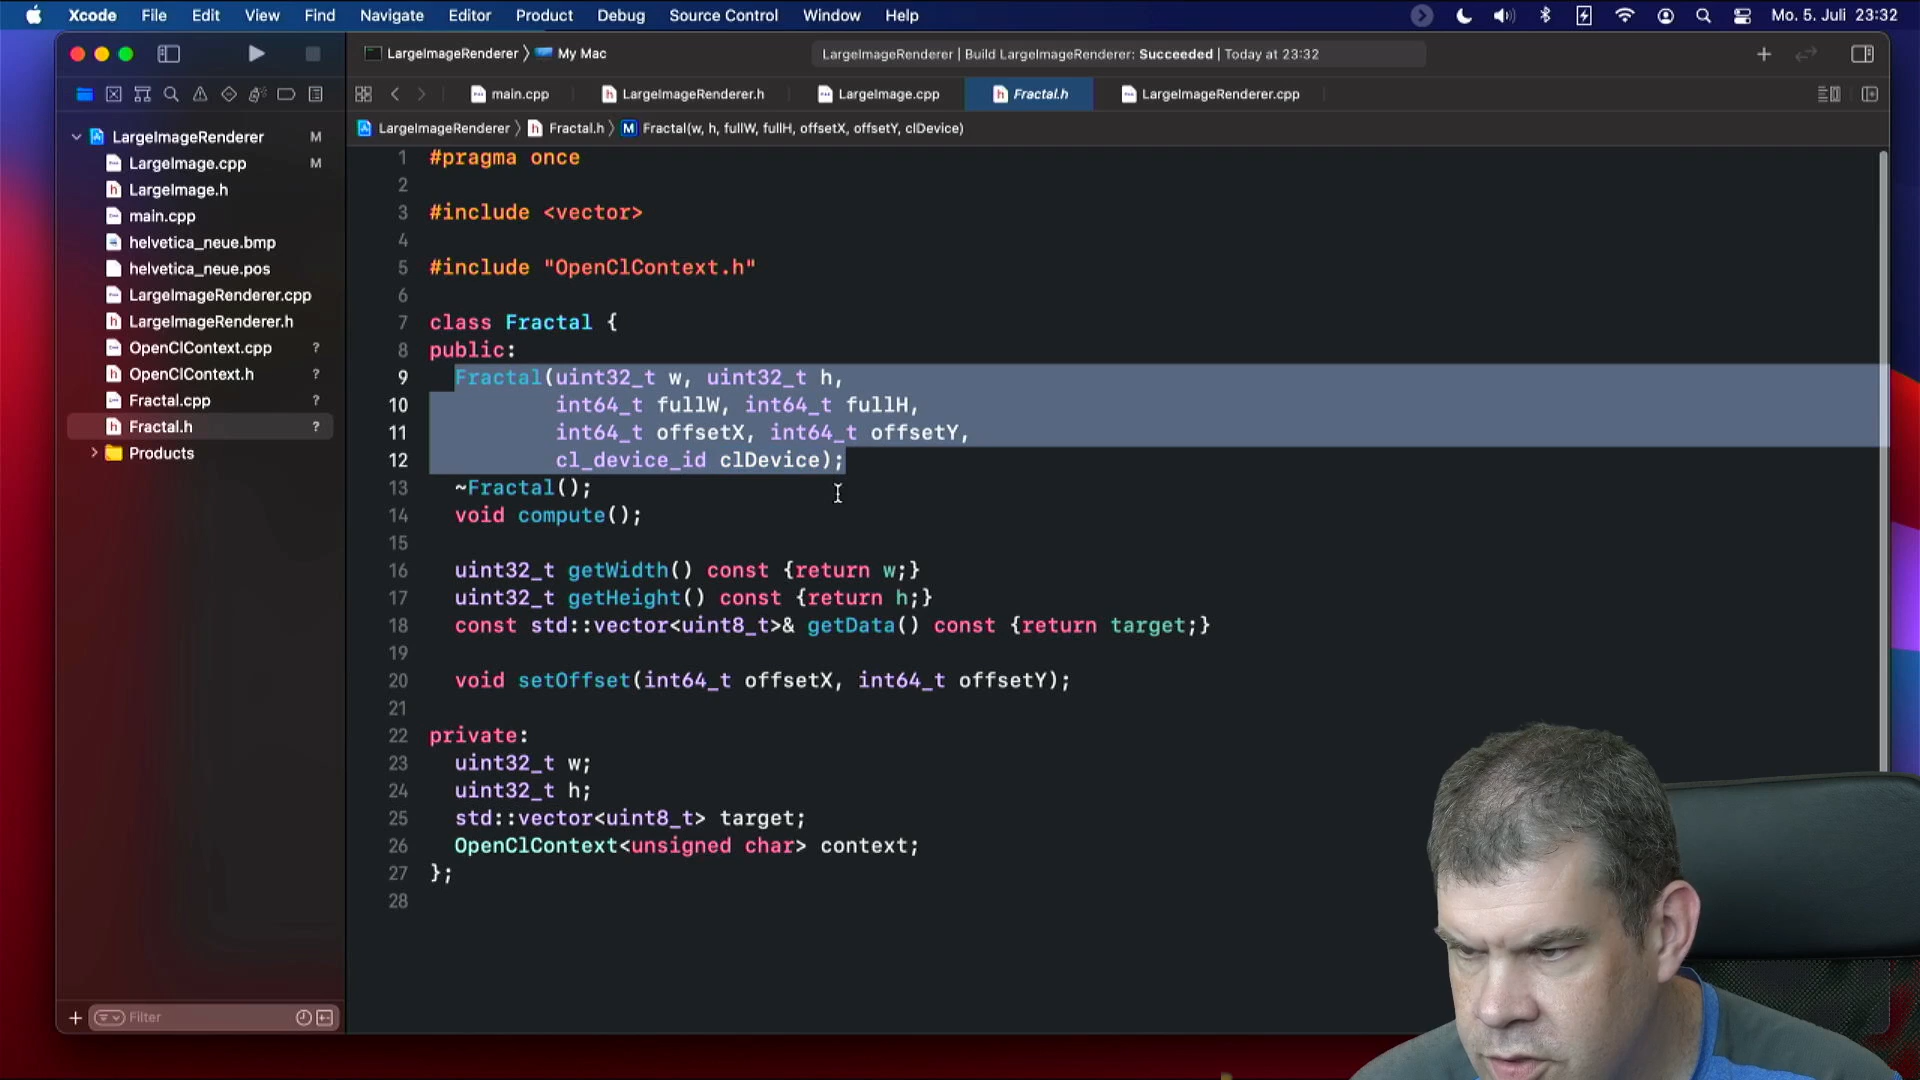 Xcode File Edit View Find Navigate Editor Product Debug Source Control Window Help Mo. 5. Juli 23:32
LargeImageRenderer 〉 My Mac
LargeImageRenderer | Build LargeImageRenderer: Succeeded | Today at 23:32
main.cpp LargeImageRenderer.h LargeImage.cpp Fractal.h LargeImageRenderer.cpp
LargeImageRenderer 〉 Fractal.h 〉 M Fractal(w, h, fullW, fullH, offsetX, offsetY, clDevice)
LargeImageRenderer M
LargeImage.cpp M
LargeImage.h
main.cpp
helvetica_neue.bmp
helvetica_neue.pos
LargeImageRenderer.cpp
LargeImageRenderer.h
OpenClContext.cpp ?
OpenClContext.h ?
Fractal.cpp ?
Fractal.h ?
Products
Filter
1 #pragma once
2
3 #include <vector>
4
5 #include "OpenClContext.h"
6
7 class Fractal {
8 public:
9 Fractal(uint32_t w, uint32_t h,
10 int64_t fullW, int64_t fullH,
11 int64_t offsetX, int64_t offsetY,
12 cl_device_id clDevice);
13 ~Fractal();
14 void compute();
15
16 uint32_t getWidth() const {return w;}
17 uint32_t getHeight() const {return h;}
18 const std::vector<uint8_t>& getData() const {return target;}
19
20 void setOffset(int64_t offsetX, int64_t offsetY);
21
22 private:
23 uint32_t w;
24 uint32_t h;
25 std::vector<uint8_t> target;
26 OpenClContext<unsigned char> context;
27 };
28